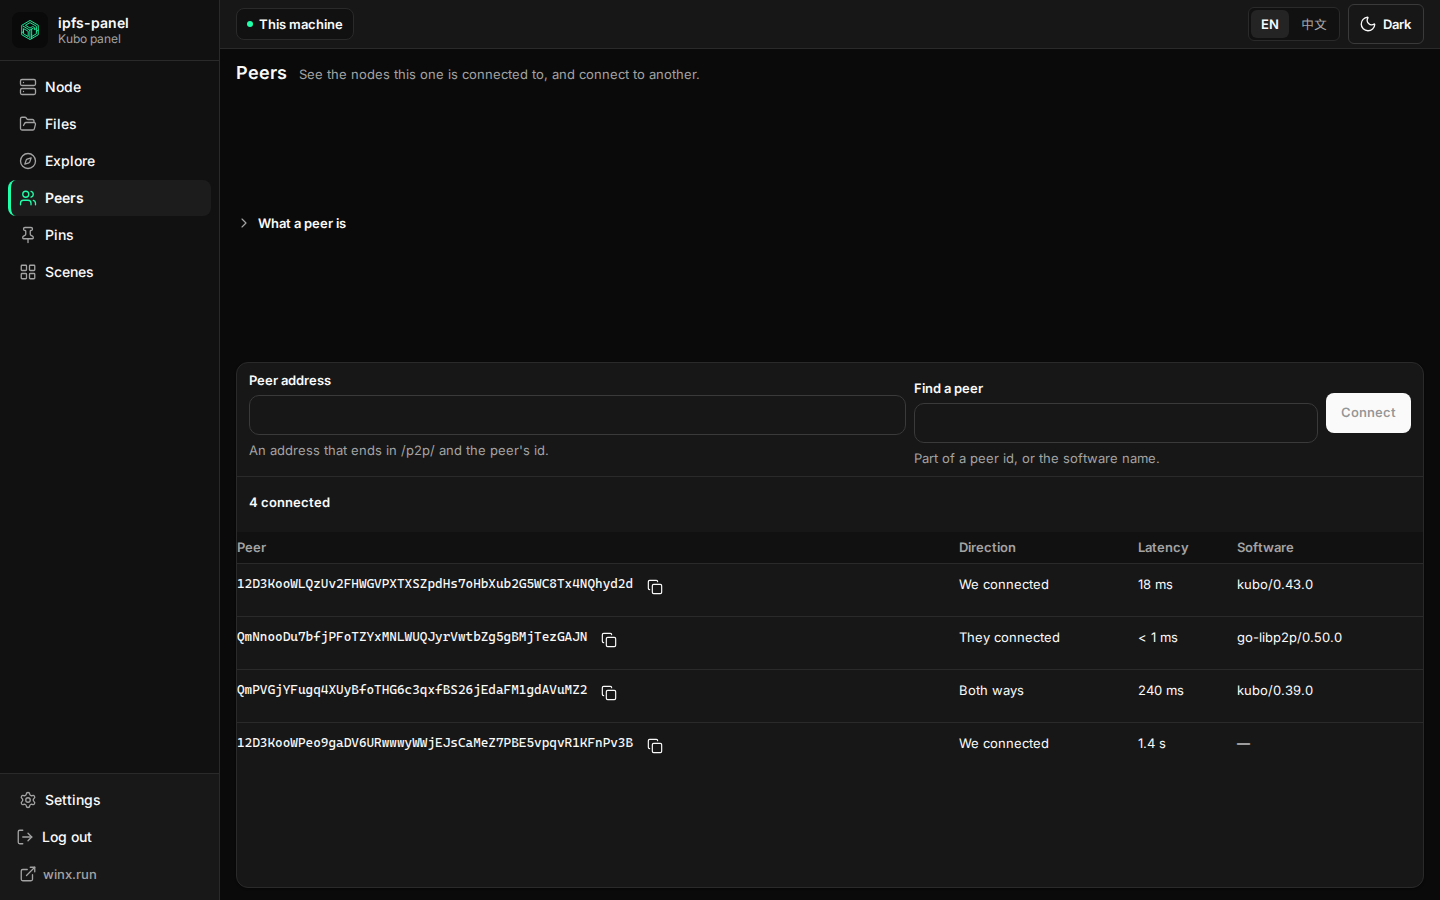 ipfs-panel
Kubo panel
Node
Files
Explore
Peers
Pins
Scenes
Settings
Log out
winx.run
This machine
EN
中文
Dark
Peers
See the nodes this one is connected to, and connect to another.
What a peer is
Peer address
An address that ends in /p2p/ and the peer's id.
Find a peer
Part of a peer id, or the software name.
Connect
4 connected
Peer Direction Latency Software
12D3KooWLQzUv2FHWGVPXTXSZpdHs7oHbXub2G5WC8Tx4NQhyd2d We connected 18 ms kubo/0.43.0
QmNnooDu7bfjPFoTZYxMNLWUQJyrVwtbZg5gBMjTezGAJN They connected < 1 ms go-libp2p/0.50.0
QmPVGjYFugq4XUyBfoTHG6c3qxfBS26jEdaFM1gdAVuMZ2 Both ways 240 ms kubo/0.39.0
12D3KooWPeo9gaDV6URwwwyWWjEJsCaMeZ7PBE5vpqvR1KFnPv3B We connected 1.4 s —